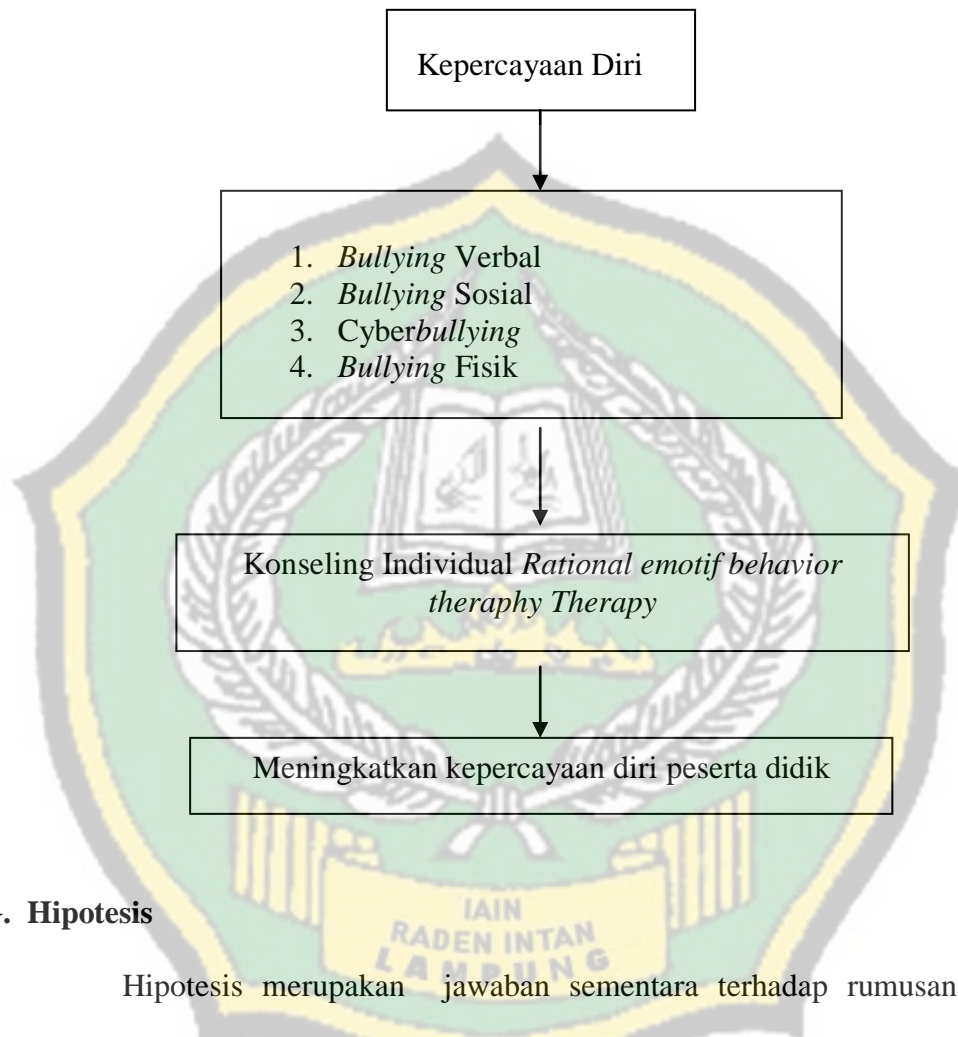 Kepercayaan Diri
1. Bullying Verbal
2. Bullying Sosial
3. Cyberbullying
4. Bullying Fisik
Konseling Individual Rational emotif behavior
theraphy Therapy
Meningkatkan kepercayaan diri peserta didik
IAIN
RADEN INTAN
LAMPUNG
. Hipotesis
Hipotesis merupakan jawaban sementara terhadap rumusan